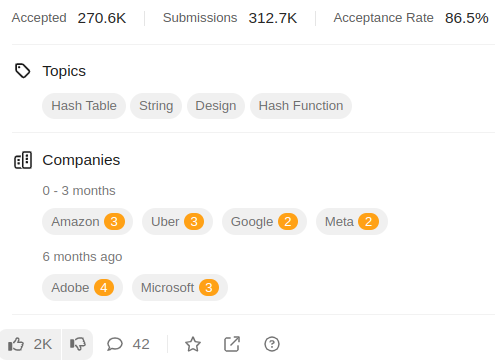 Accepted 270.6K Submissions 312.7K Acceptance Rate 86.5%
Topics
Hash Table String Design Hash Function
Companies
0 - 3 months
Amazon 3 Uber 3 Google 2 Meta 2
6 months ago
Adobe 4 Microsoft 3
2K 42